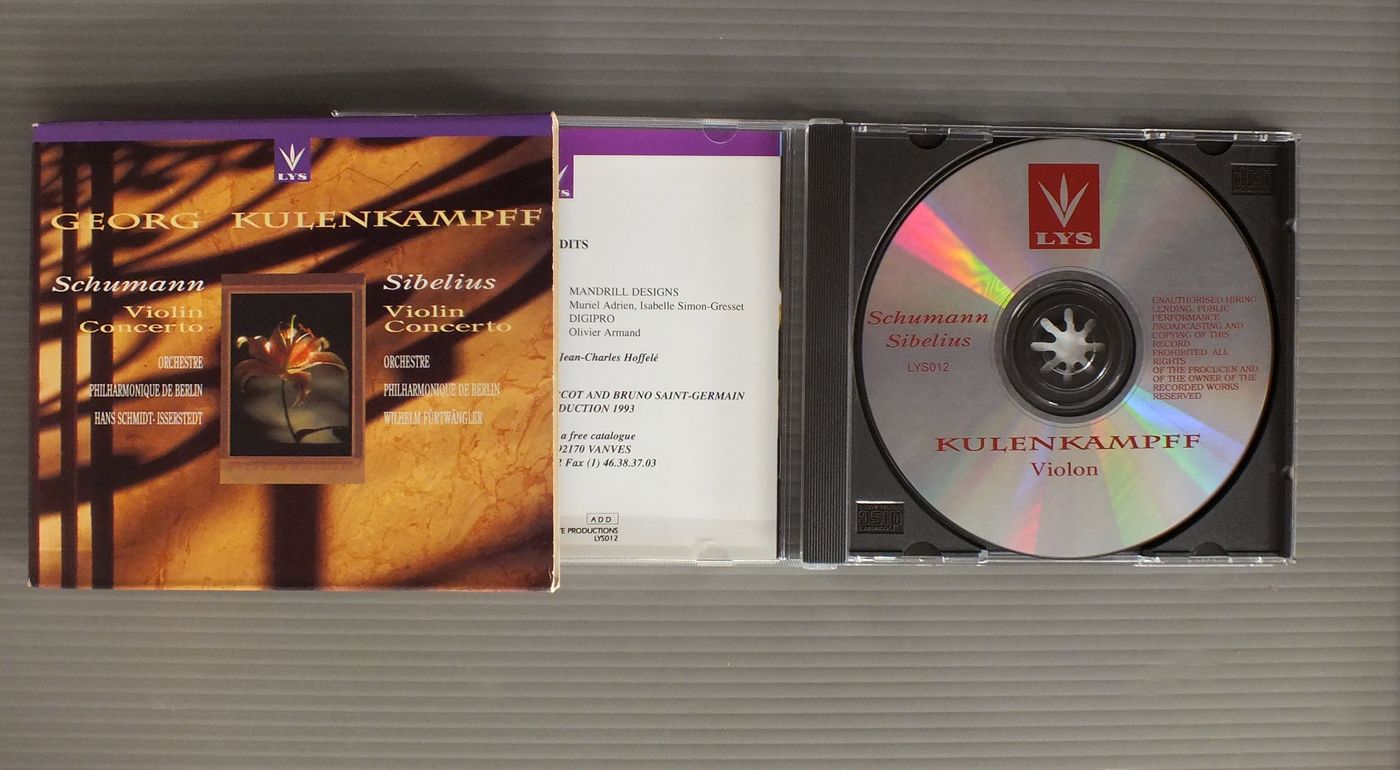 LYS
GEORG KULENKAMPFF
Schumann
Violin
Concerto
ORCHESTRE
PHILHARMONIQUE DE BERLIN
HANS SCHMIDT-ISSERSTEDT
Sibelius
Violin
Concerto
ORCHESTRE
PHILHARMONIQUE DE BERLIN
WILHELM FÜRTWÄNGLER
DITS
MANDRILL DESIGNS
Muriel Adrien, Isabelle Simon-Gresset
DIGIPRO
Olivier Armand
Jean-Charles Hoffelé
COT AND BRUNO SAINT-GERMAIN
DUCTION 1993
a free catalogue
92170 VANVES
Fax (1) 46.38.37.03
ADD
TE PRODUCTIONS
LYS012
LYS
Schumann
Sibelius
LYS012
UNAUTHORISED HIRING
LENDING, PUBLIC
PERFORMANCE
BROADCASTING AND
COPYING OF THIS
RECORD
PROHIBITED ALL
RIGHTS
OF THE PRODUCER AND
OF THE OWNER OF THE
RECORDED WORKS
RESERVED
KULENKAMPFF
Violon